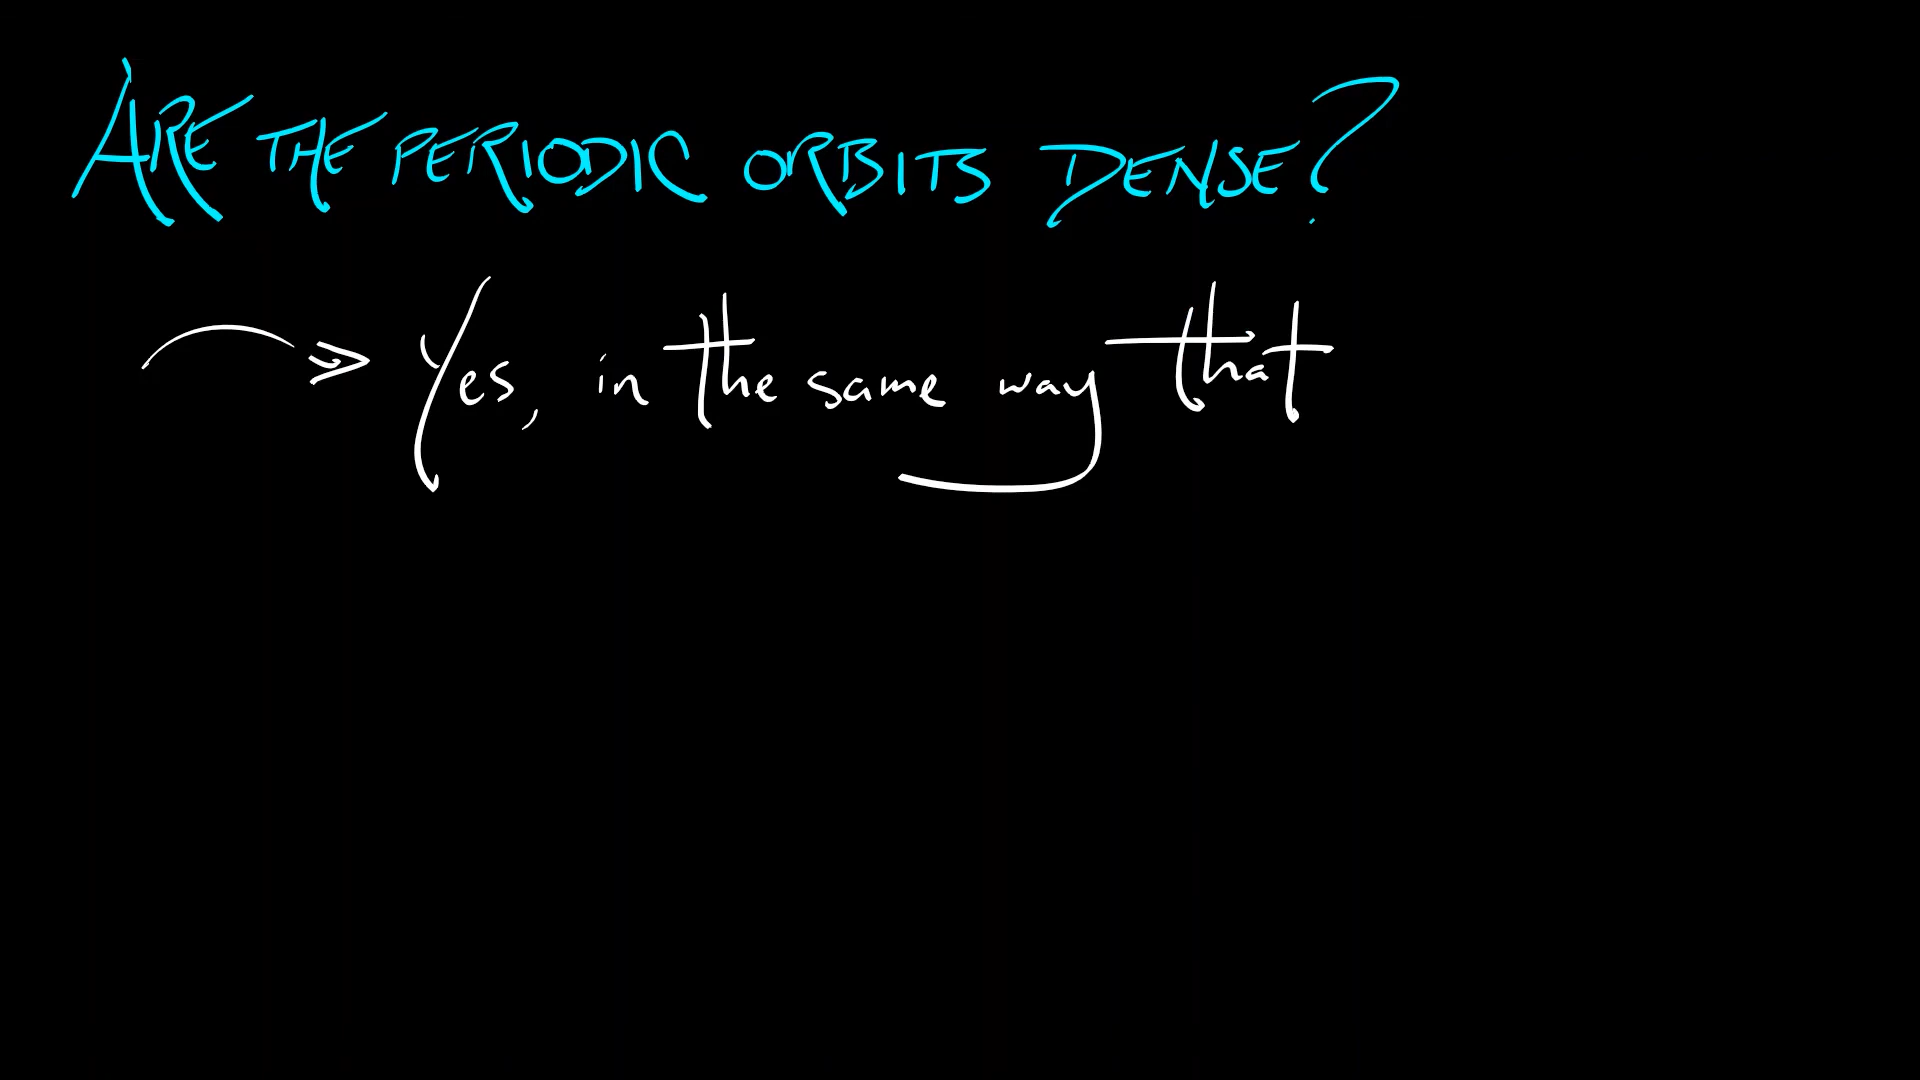 ARE THE PERIODIC ORBITS DENSE?
Yes, in the same way that